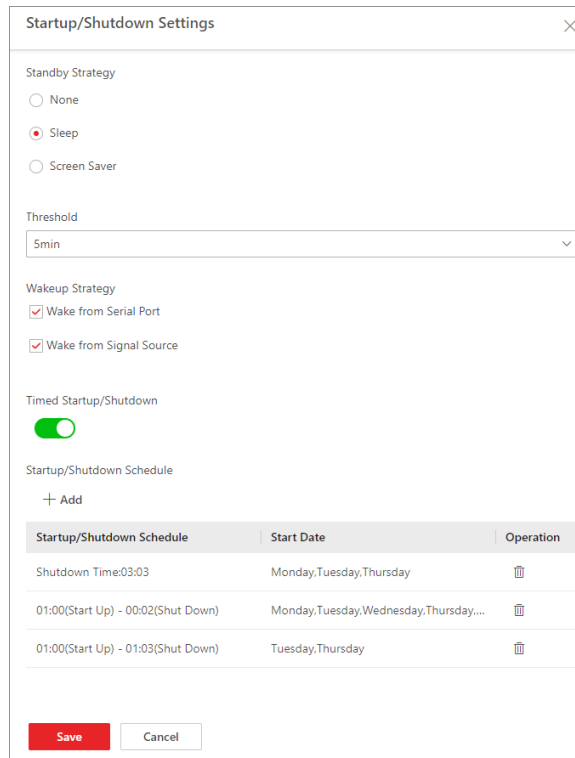 Startup/Shutdown Settings
Standby Strategy
None
Sleep
Screen Saver
Threshold
5min
Wakeup Strategy
Wake from Serial Port
Wake from Signal Source
Timed Startup/Shutdown
Startup/Shutdown Schedule
Add
Startup/Shutdown Schedule Start Date Operation
Shutdown Time:03:03 Monday,Tuesday,Thursday
01:00(Start Up) - 00:02(Shut Down) Monday,Tuesday,Wednesday,Thursday,...
01:00(Start Up) - 01:03(Shut Down) Tuesday,Thursday
Save Cancel